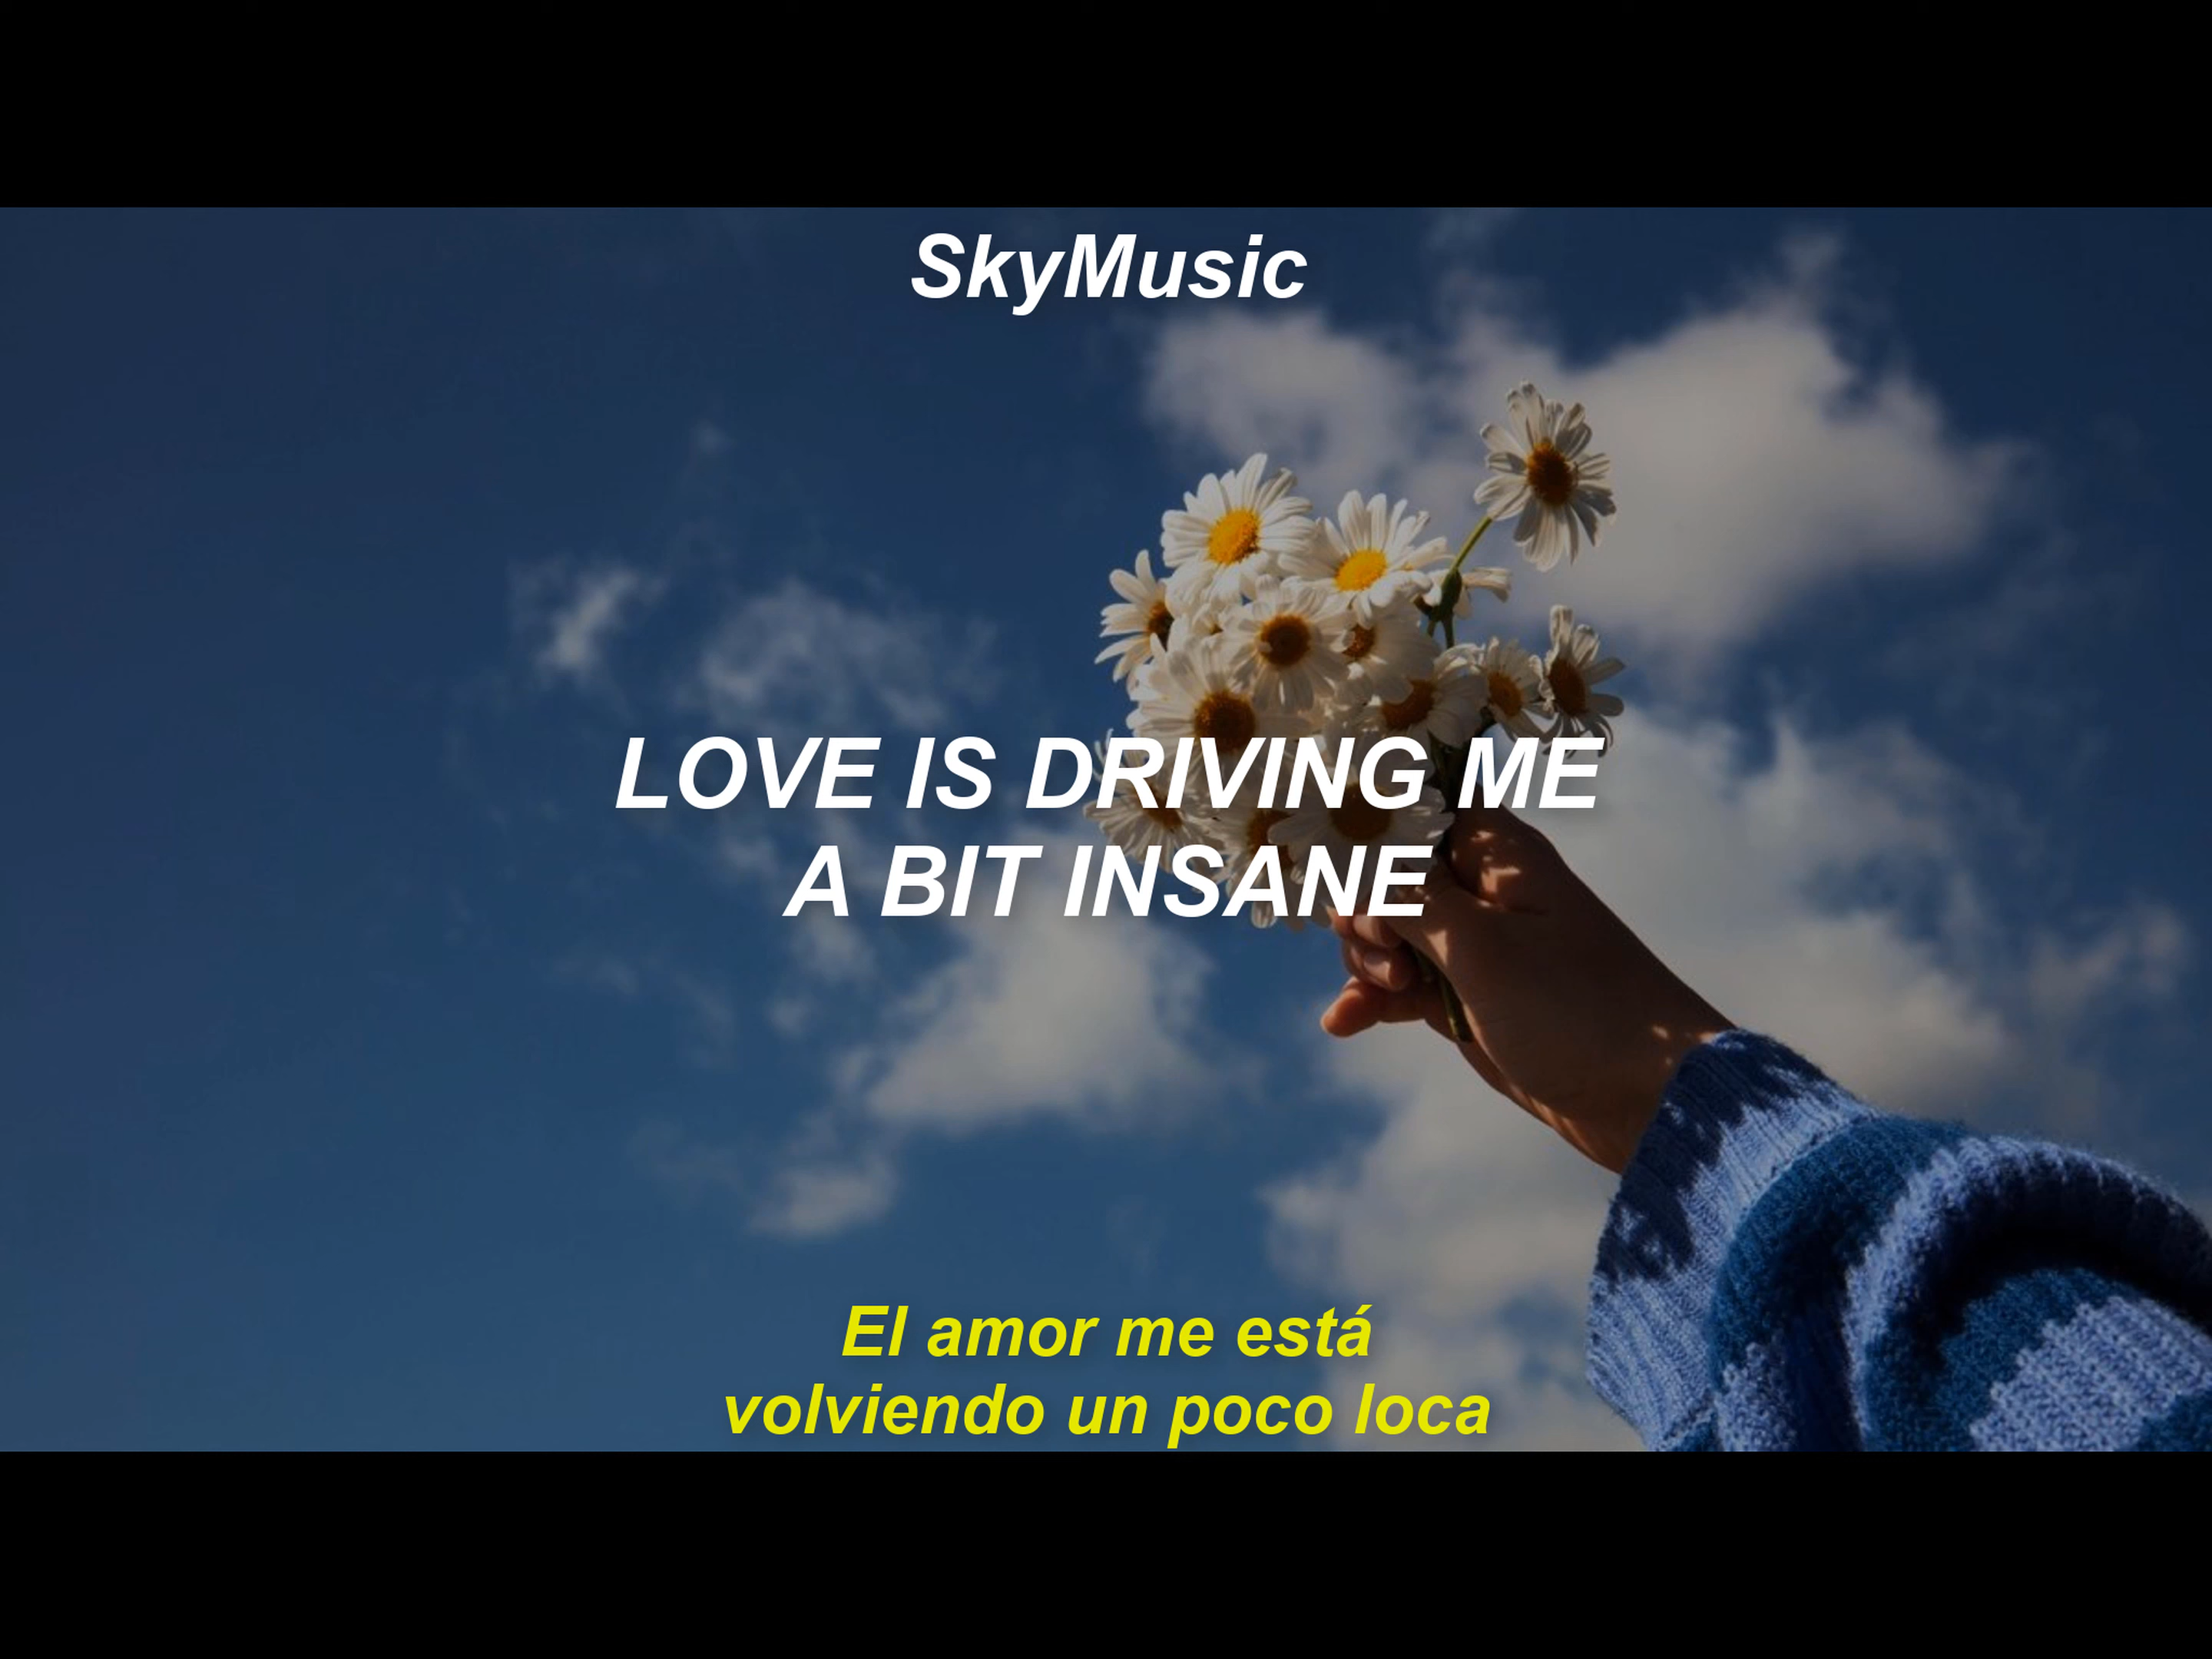 SkyMusic
LOVE IS DRIVING ME
A BIT INSANE
El amor me está
volviendo un poco loca